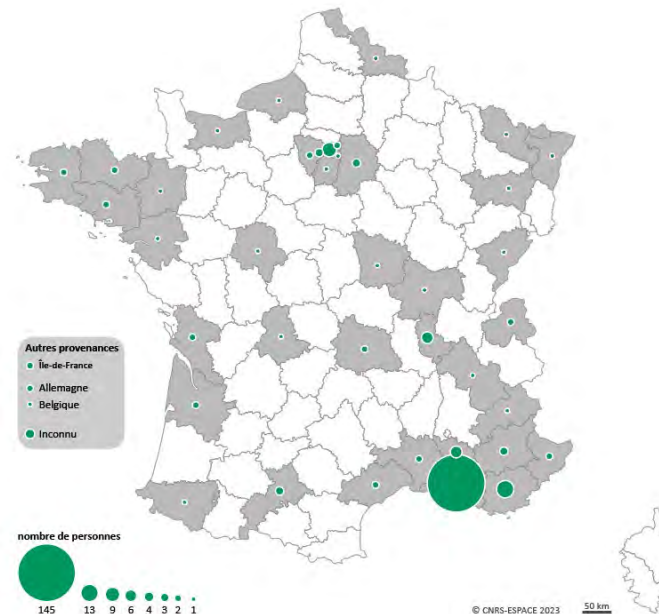 Autres provenances
Île-de-France
Allemagne
Belgique
Inconnu
nombre de personnes
145 13 9 6 4 3 2 1
© CNRS-ESPACE 2023 50 km